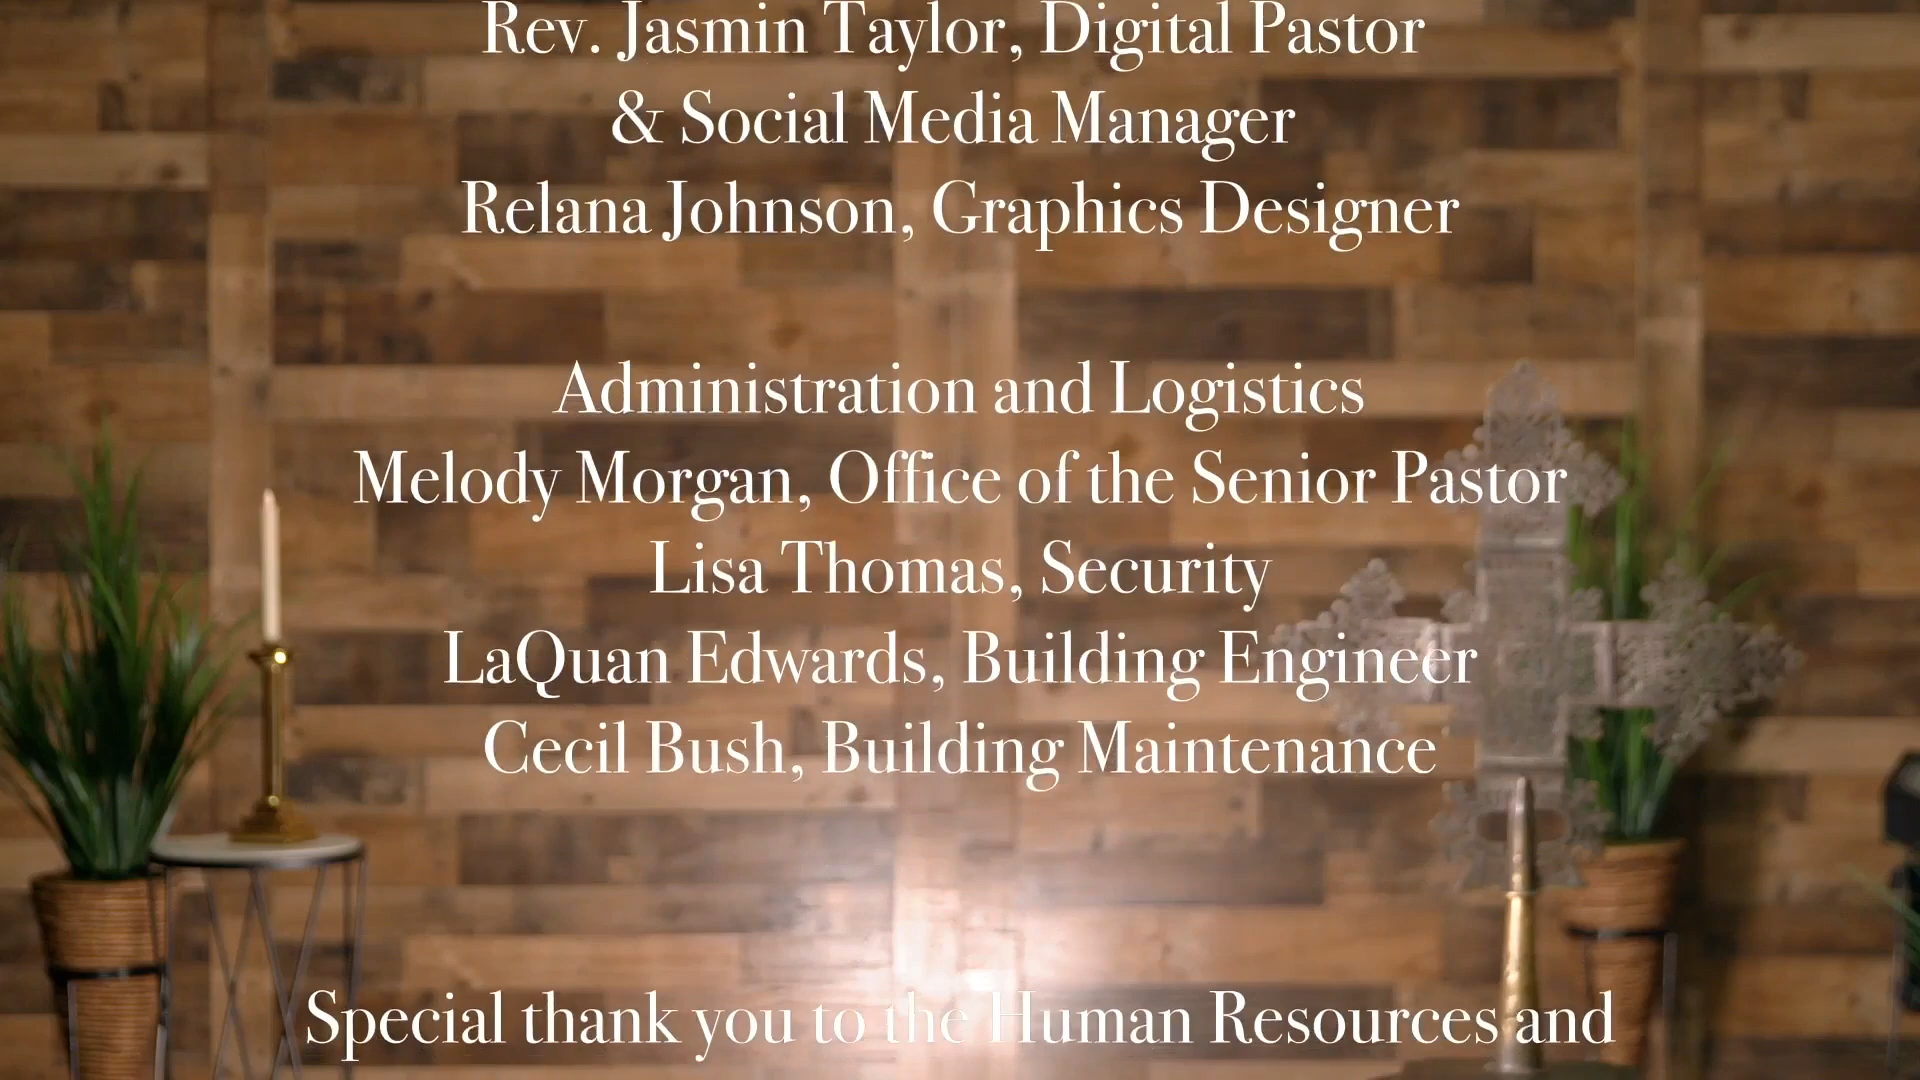 Rev. Jasmin Taylor, Digital Pastor
& Social Media Manager
Relana Johnson, Graphics Designer
Administration and Logistics
Melody Morgan, Office of the Senior Pastor
Lisa Thomas, Security
LaQuan Edwards, Building Engineer
Cecil Bush, Building Maintenance
Special thank you to the Human Resources and